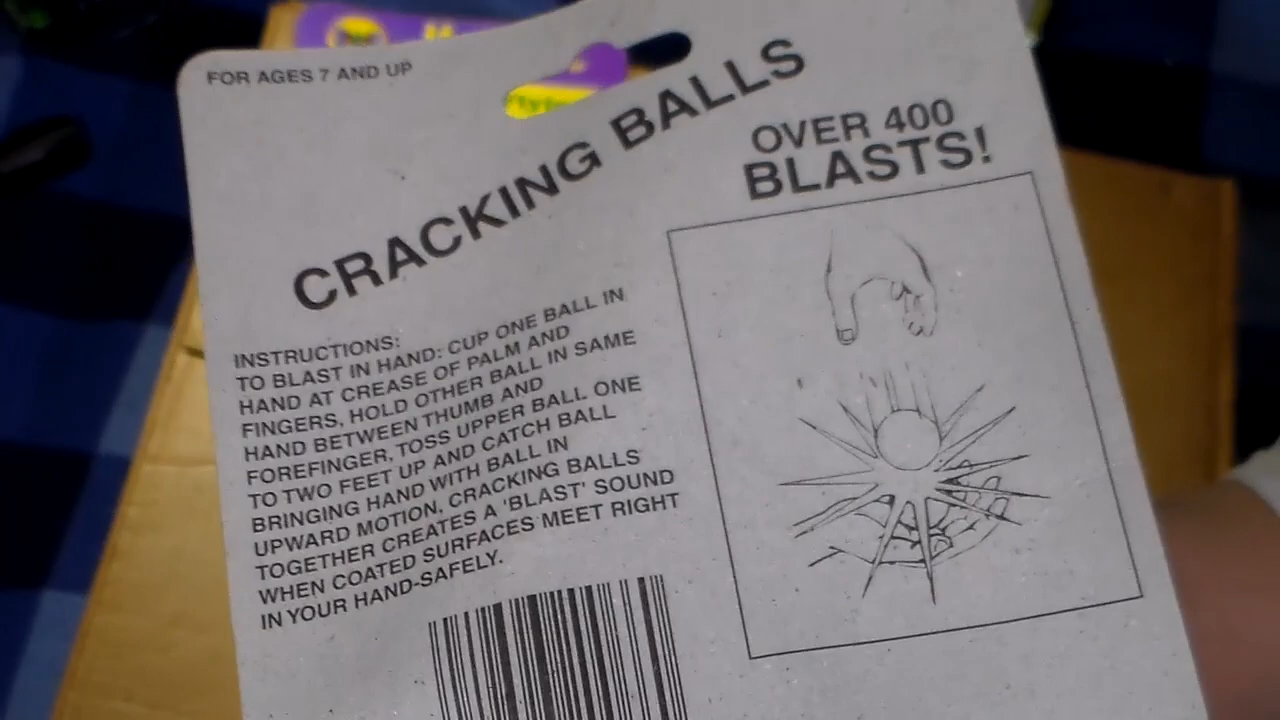 FOR AGES 7 AND UP
CRACKING BALLS
OVER 400
BLASTS!
INSTRUCTIONS:
TO BLAST IN HAND: CUP ONE BALL IN
HAND AT CREASE OF PALM AND
FINGERS, HOLD OTHER BALL IN SAME
HAND BETWEEN THUMB AND
FOREFINGER, TOSS UPPER BALL ONE
TO TWO FEET UP AND CATCH BALL
BRINGING HAND WITH BALL IN
UPWARD MOTION, CRACKING BALLS
TOGETHER CREATES A 'BLAST' SOUND
WHEN COATED SURFACES MEET RIGHT
IN YOUR HAND-SAFELY.